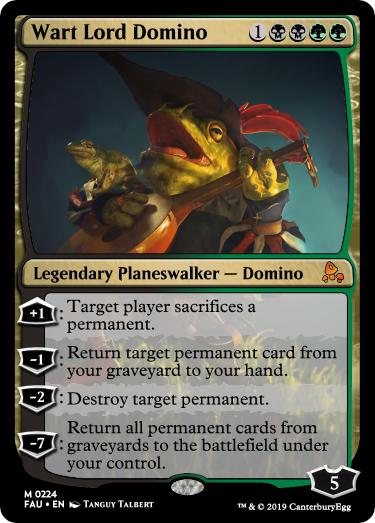 Wart Lord Domino 1
Legendary Planeswalker — Domino
+1: Target player sacrifices a
permanent.
-1: Return target permanent card from
your graveyard to your hand.
-2: Destroy target permanent.
-7: Return all permanent cards from
graveyards to the battlefield under
your control.
5
M 0224
FAU • EN TANGUY TALBERT
™ & © 2019 CanterburyEgg